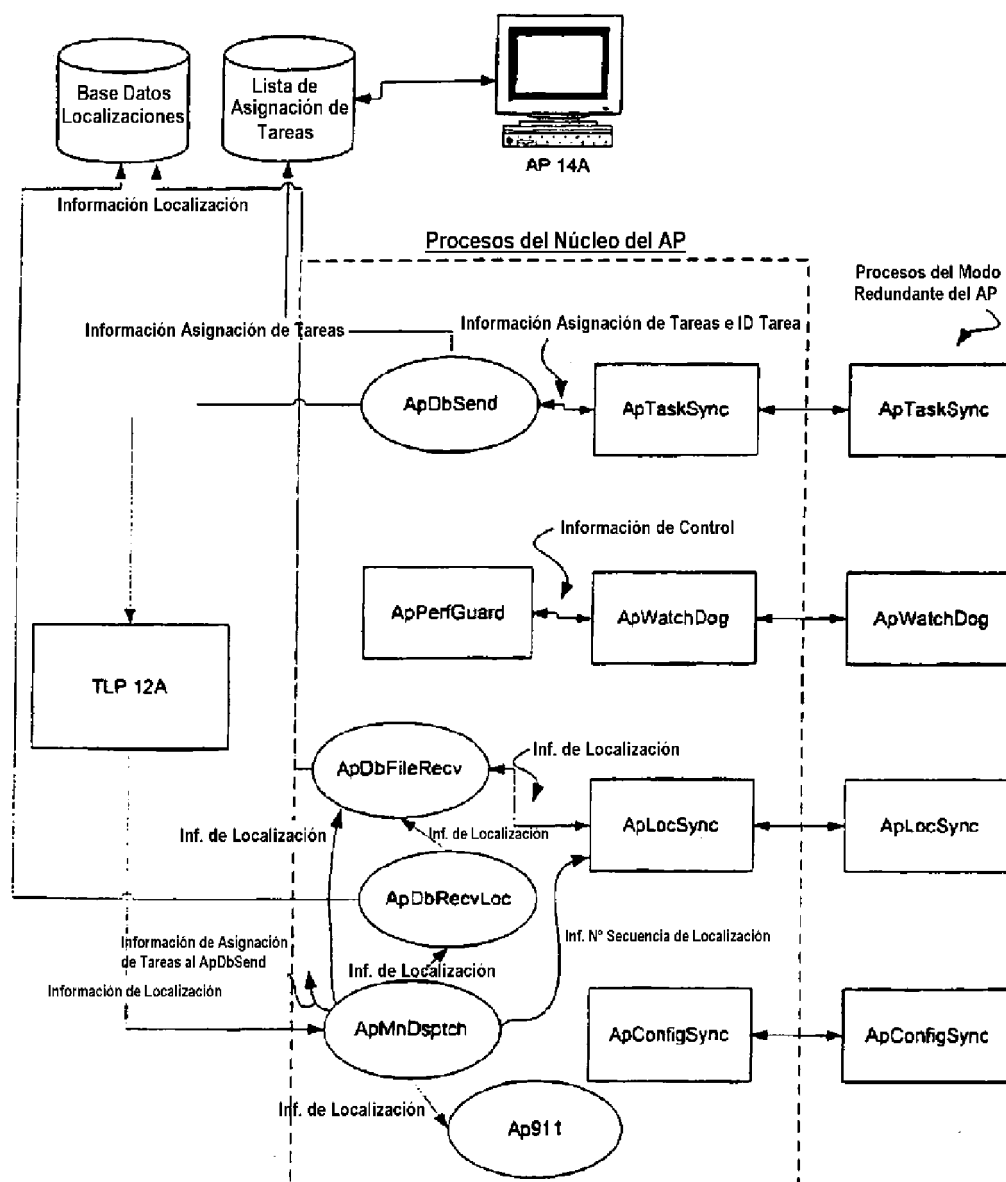 Base Datos
Localizaciones
Lista de
Asignación de
Tareas
AP 14A
Información Localización
Procesos del Núcleo del AP
Procesos del Modo
Redundante del AP
Información Asignación de Tareas
Información Asignación de Tareas e ID Tarea
ApDbSend
ApTaskSync
ApTaskSync
Información de Control
ApPerfGuard
ApWatchDog
ApWatchDog
TLP 12A
Inf. de Localización
ApDbFileRecv
Inf. de Localización
Inf. de Localización
ApLocSync
ApLocSync
ApDbRecvLoc
Inf. Nº Secuencia de Localización
Información de Asignación
de Tareas al ApDbSend
Inf. de Localización
Información de Localización
ApMnDsptch
ApConfigSync
ApConfigSync
Inf. de Localización
Ap911